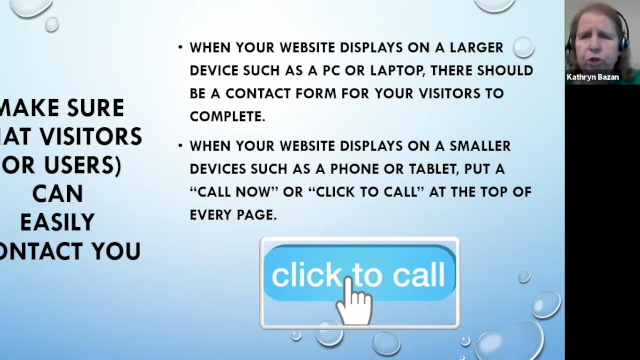 MAKE SURE
THAT VISITORS
(OR USERS)
CAN
EASILY
CONTACT YOU
• WHEN YOUR WEBSITE DISPLAYS ON A LARGER
DEVICE SUCH AS A PC OR LAPTOP, THERE SHOULD
BE A CONTACT FORM FOR YOUR VISITORS TO
COMPLETE.
• WHEN YOUR WEBSITE DISPLAYS ON A SMALLER
DEVICES SUCH AS A PHONE OR TABLET, PUT A
“CALL NOW” OR “CLICK TO CALL” AT THE TOP OF
EVERY PAGE.
click to call
Kathryn Bazan